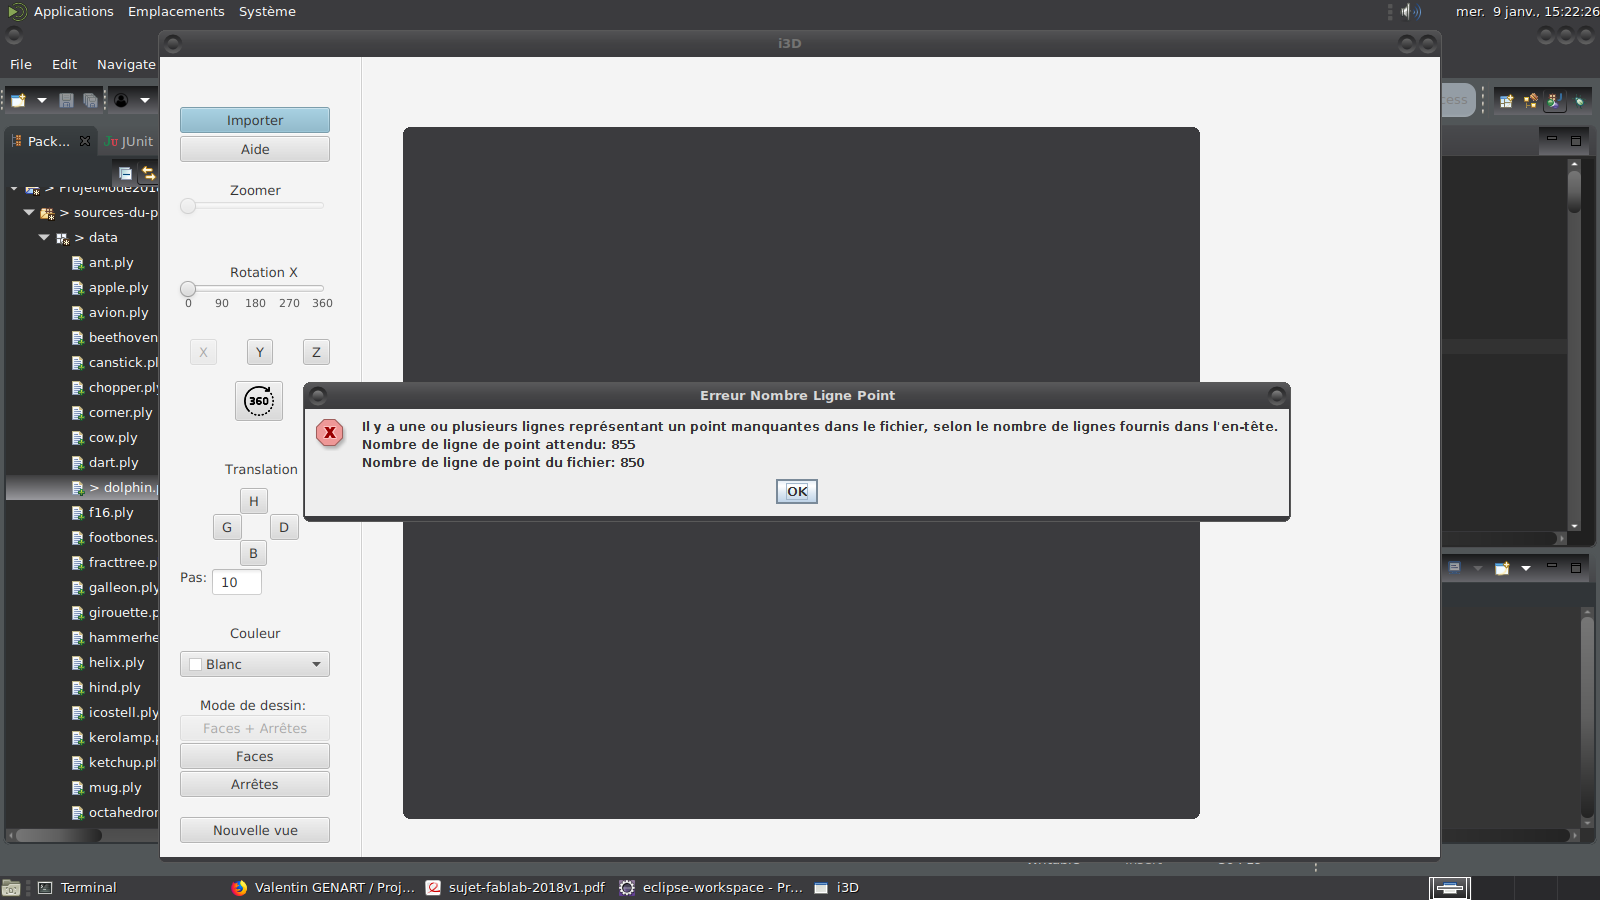 Applications Emplacements Système
mer. 9 janv., 15:22:26
i3D
File Edit Navigate
Importer
Aide
Zoomer
Rotation X
0 90 180 270 360
X Y Z
360
Translation
H
G D
B
Pas: 10
Couleur
Blanc
Mode de dessin:
Faces + Arrêtes
Faces
Arrêtes
Nouvelle vue
Pack... JUnit
> sources-du-p
> data
ant.ply
apple.ply
avion.ply
beethoven
canstick.pl
chopper.ply
corner.ply
cow.ply
dart.ply
> dolphin.p
f16.ply
footbones.
fracttree.p
galleon.ply
girouette.p
hammerhe
helix.ply
hind.ply
icostell.ply
kerolamp.p
ketchup.pl
mug.ply
octahedror
Erreur Nombre Ligne Point
Il y a une ou plusieurs lignes représentant un point manquantes dans le fichier, selon le nombre de lignes fournis dans l'en-tête.
Nombre de ligne de point attendu: 855
Nombre de ligne de point du fichier: 850
OK
Terminal
Valentin GENART / Proj...
sujet-fablab-2018v1.pdf
eclipse-workspace - Pr...
i3D